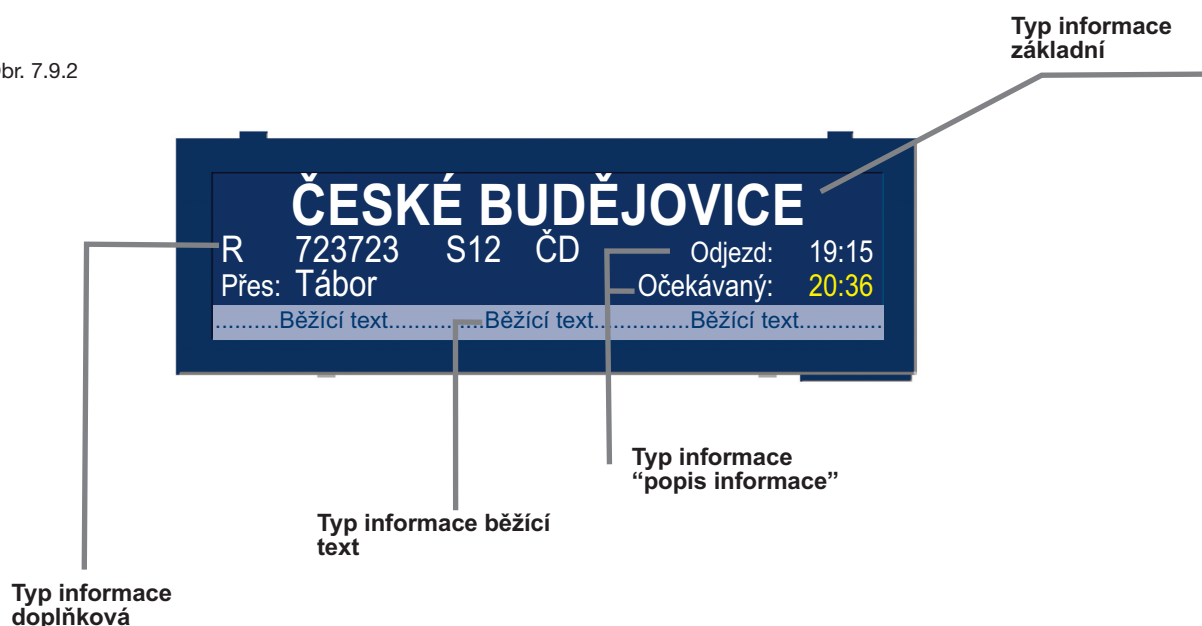 Typ informace
základní
br. 7.9.2
ČESKÉ BUDĚJOVICE
R 723723 S12 ČD Odjezd: 19:15
Přes: Tábor Očekávaný: 20:36
..........Běžící text..............Běžící text..............Běžící text............
Typ informace
“popis informace”
Typ informace běžící
text
Typ informace
doplňková